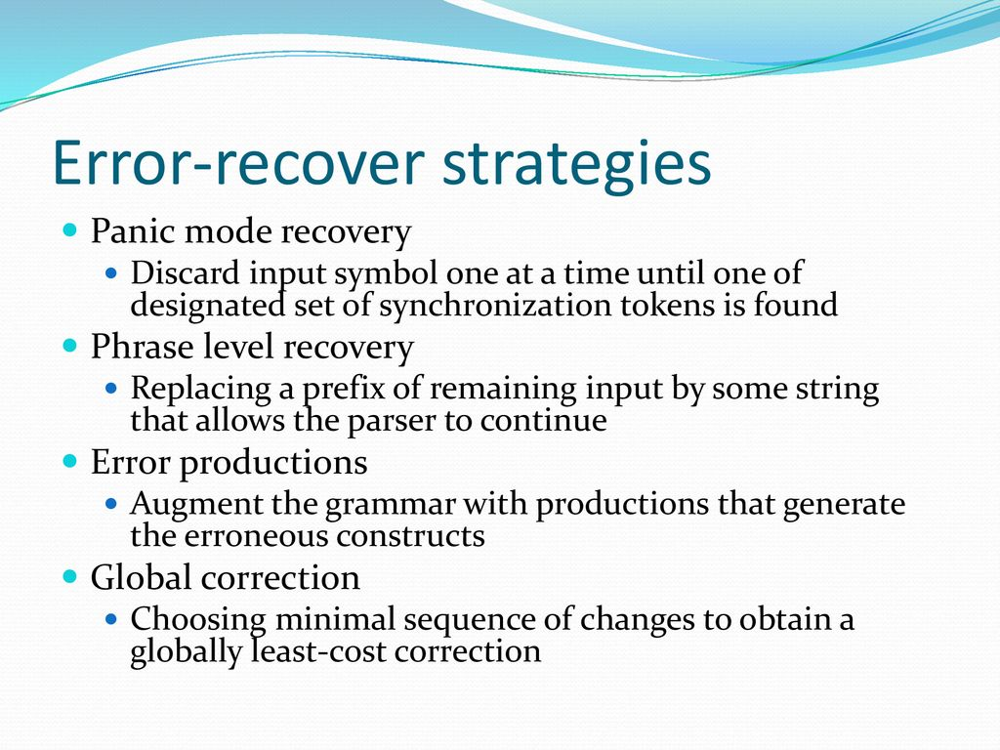 Error-recover strategies
Panic mode recovery
Discard input symbol one at a time until one of
designated set of synchronization tokens is found
Phrase level recovery
Replacing a prefix of remaining input by some string
that allows the parser to continue
Error productions
Augment the grammar with productions that generate
the erroneous constructs
Global correction
Choosing minimal sequence of changes to obtain a
globally least-cost correction